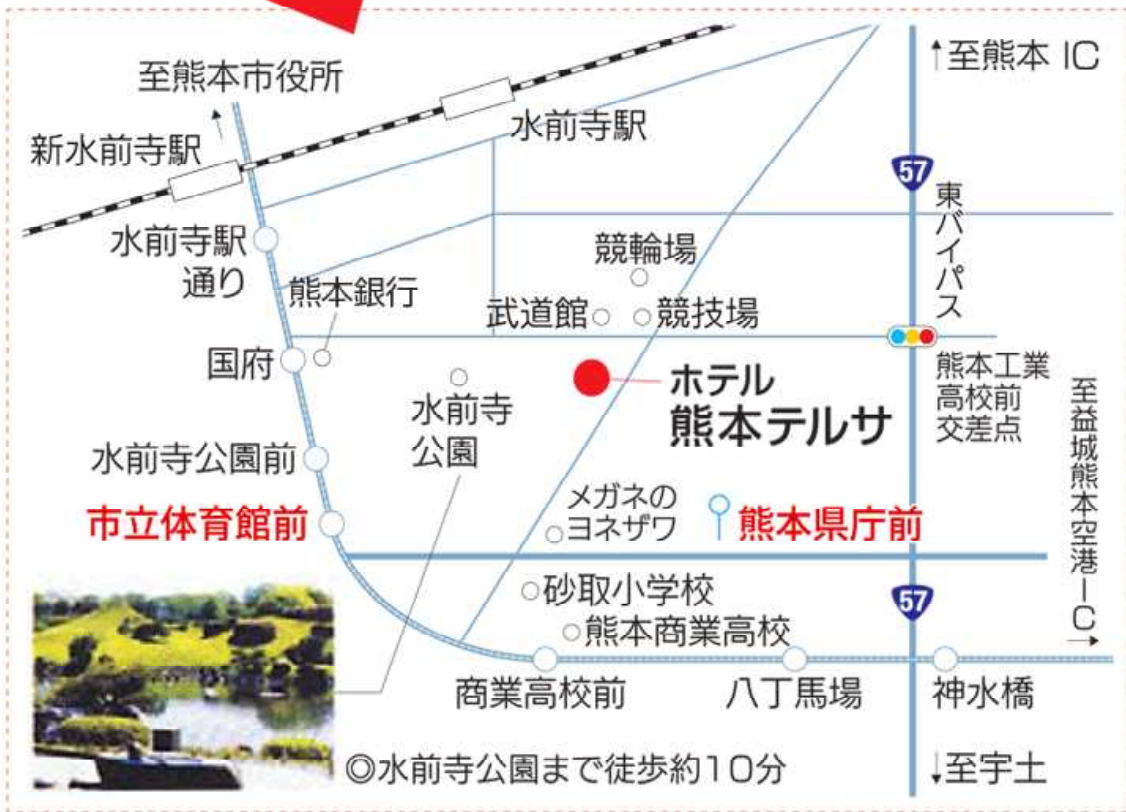 至熊本市役所
↑至熊本 IC
新水前寺駅
水前寺駅
57
東バイパス
水前寺駅
通り
熊本銀行
競輪場
武道館
競技場
国府
水前寺
公園
ホテル
熊本テルサ
熊本工業
高校前
交差点
至益城熊本空港IC
水前寺公園前
市立体育館前
メガネの
ヨネザワ
熊本県庁前
砂取小学校
57
熊本商業高校
商業高校前
八丁馬場
神水橋
◎水前寺公園まで徒歩約10分
↓至宇土